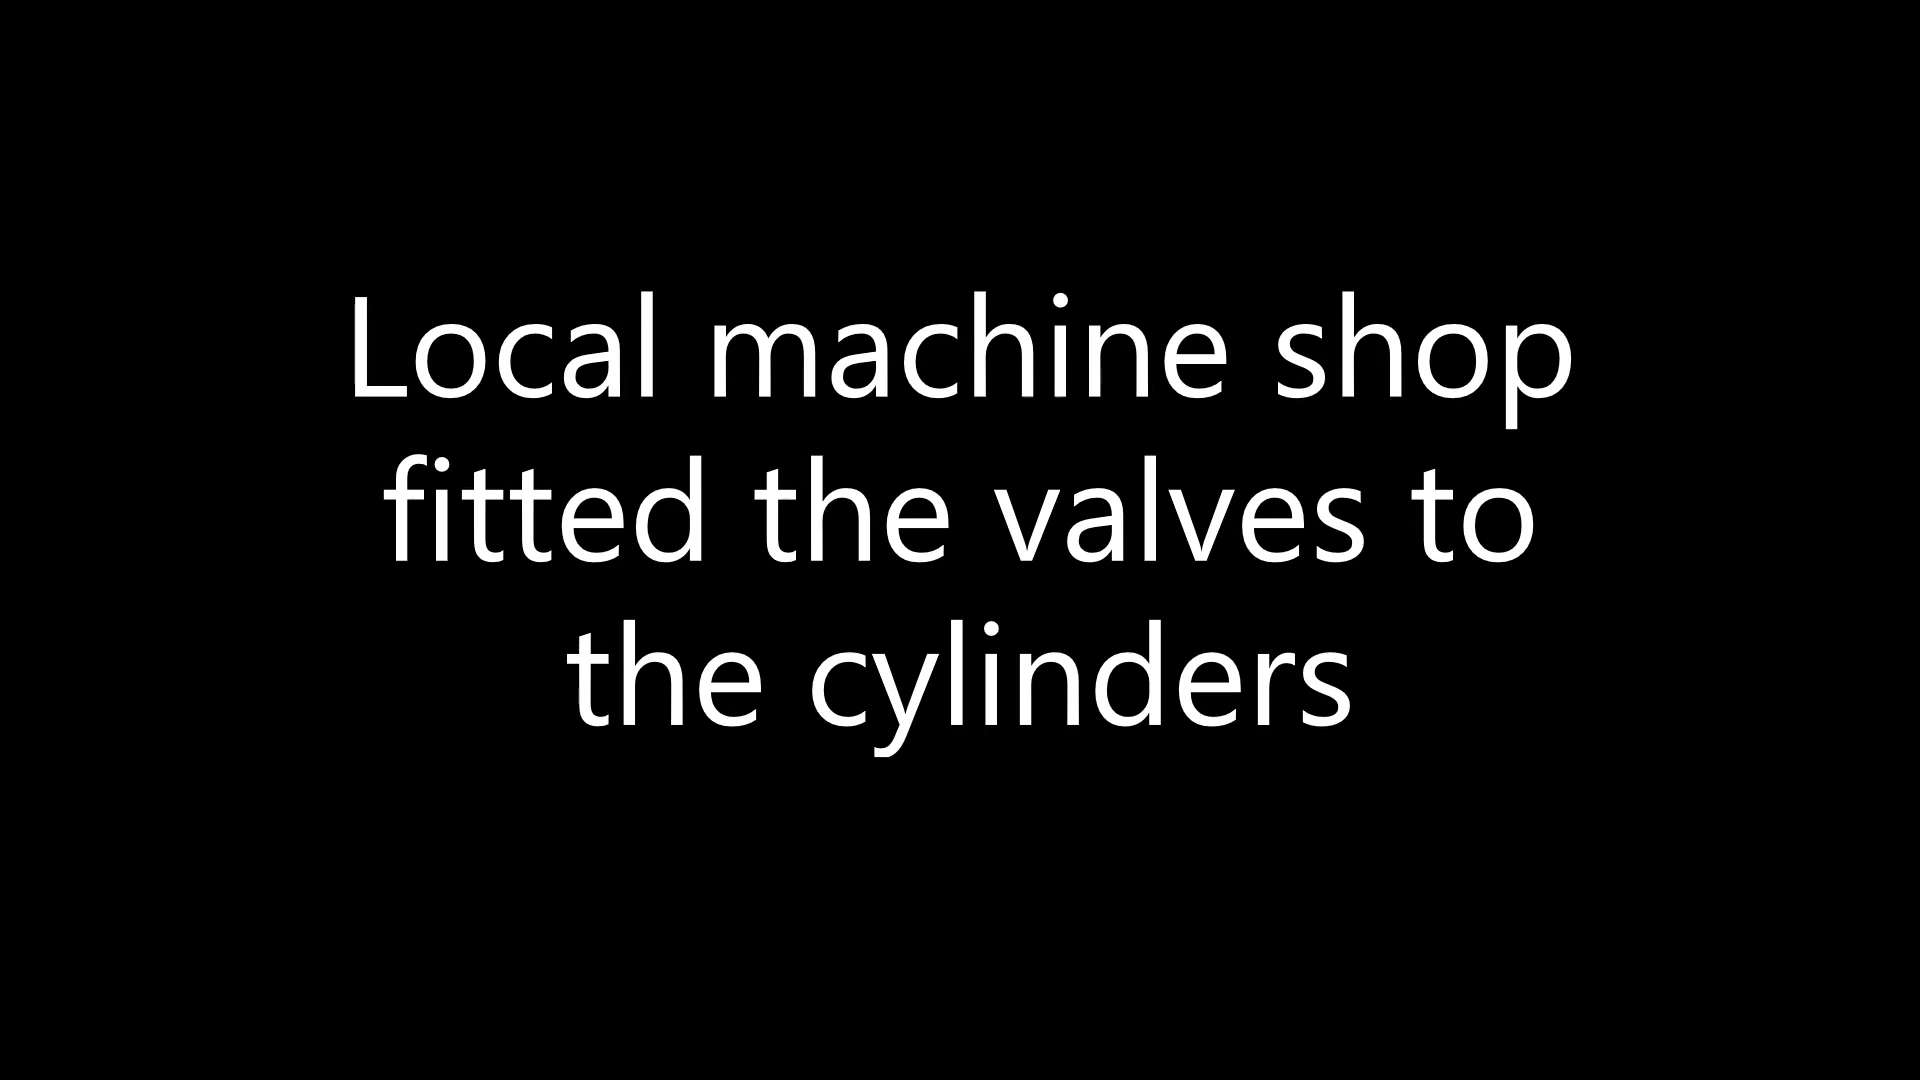 Local machine shop
fitted the valves to
the cylinders